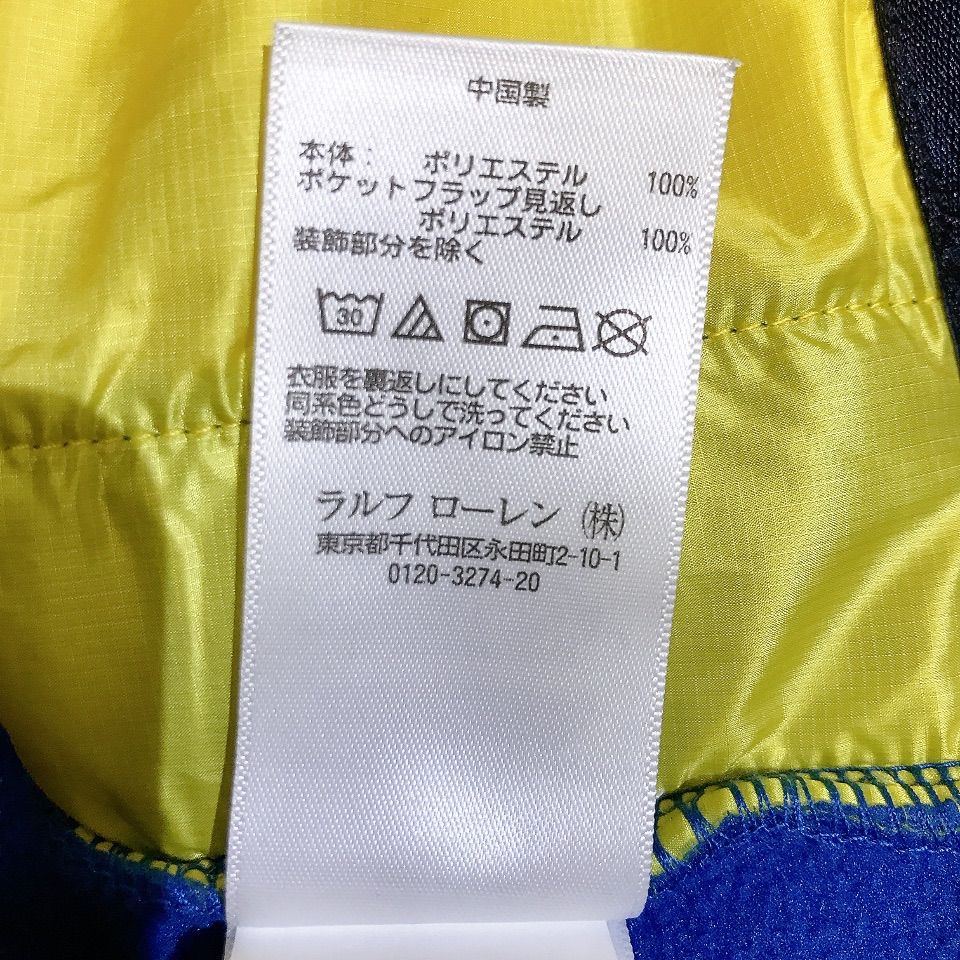 中国製
本体: ポリエステル 100%
ポケットフラップ見返し
ポリエステル 100%
装飾部分を除く
30
衣服を裏返しにしてください
同系色どうしで洗ってください
装飾部分へのアイロン禁止
ラルフ ローレン (株)
東京都千代田区永田町2-10-1
0120-3274-20